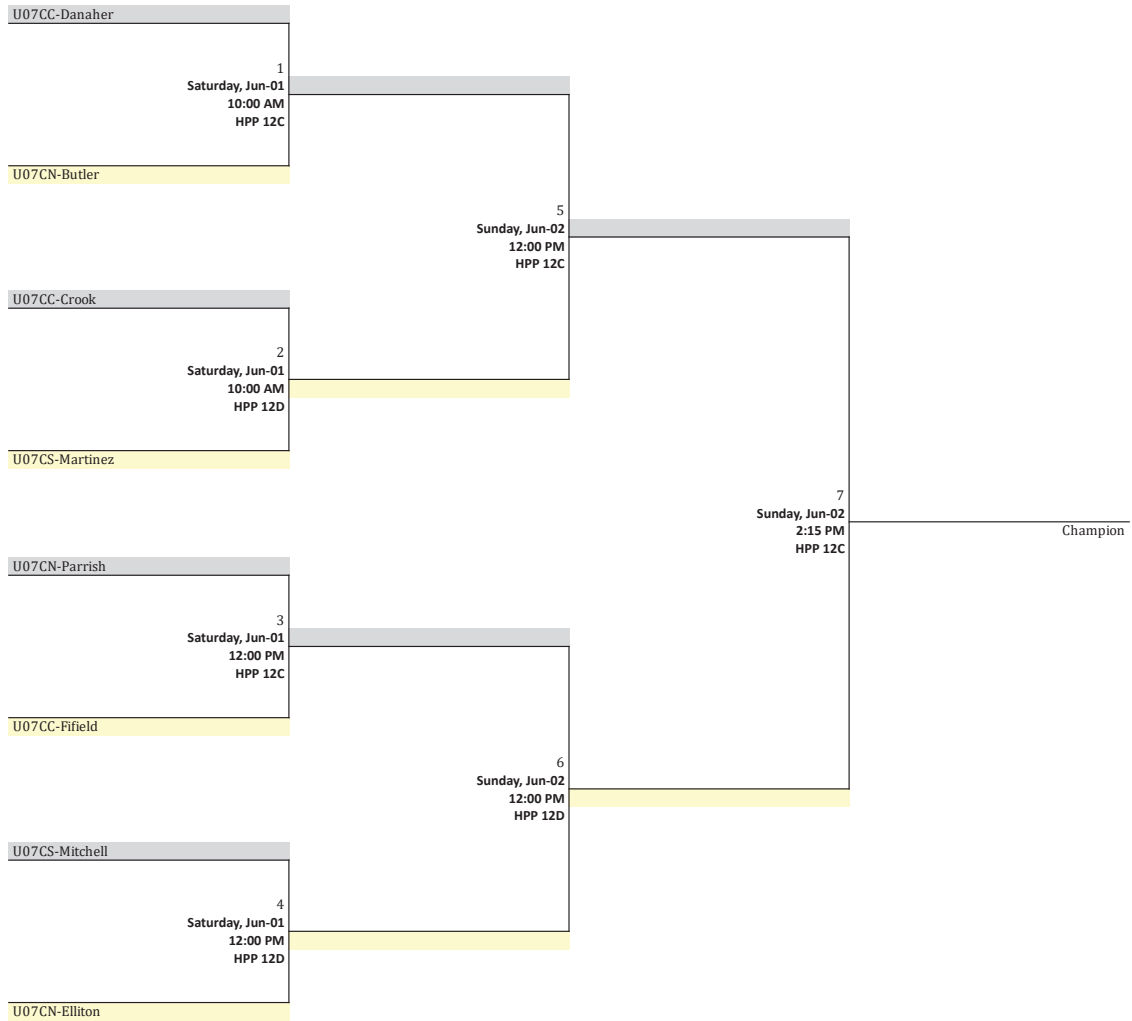 U07CC-Danaher
1
Saturday, Jun-01
10:00 AM
HPP 12C
U07CN-Butler
5
Sunday, Jun-02
12:00 PM
HPP 12C
U07CC-Crook
2
Saturday, Jun-01
10:00 AM
HPP 12D
U07CS-Martinez
7
Sunday, Jun-02
2:15 PM
HPP 12C
Champion
U07CN-Parrish
3
Saturday, Jun-01
12:00 PM
HPP 12C
U07CC-Fifield
6
Sunday, Jun-02
12:00 PM
HPP 12D
U07CS-Mitchell
4
Saturday, Jun-01
12:00 PM
HPP 12D
U07CN-Elliton